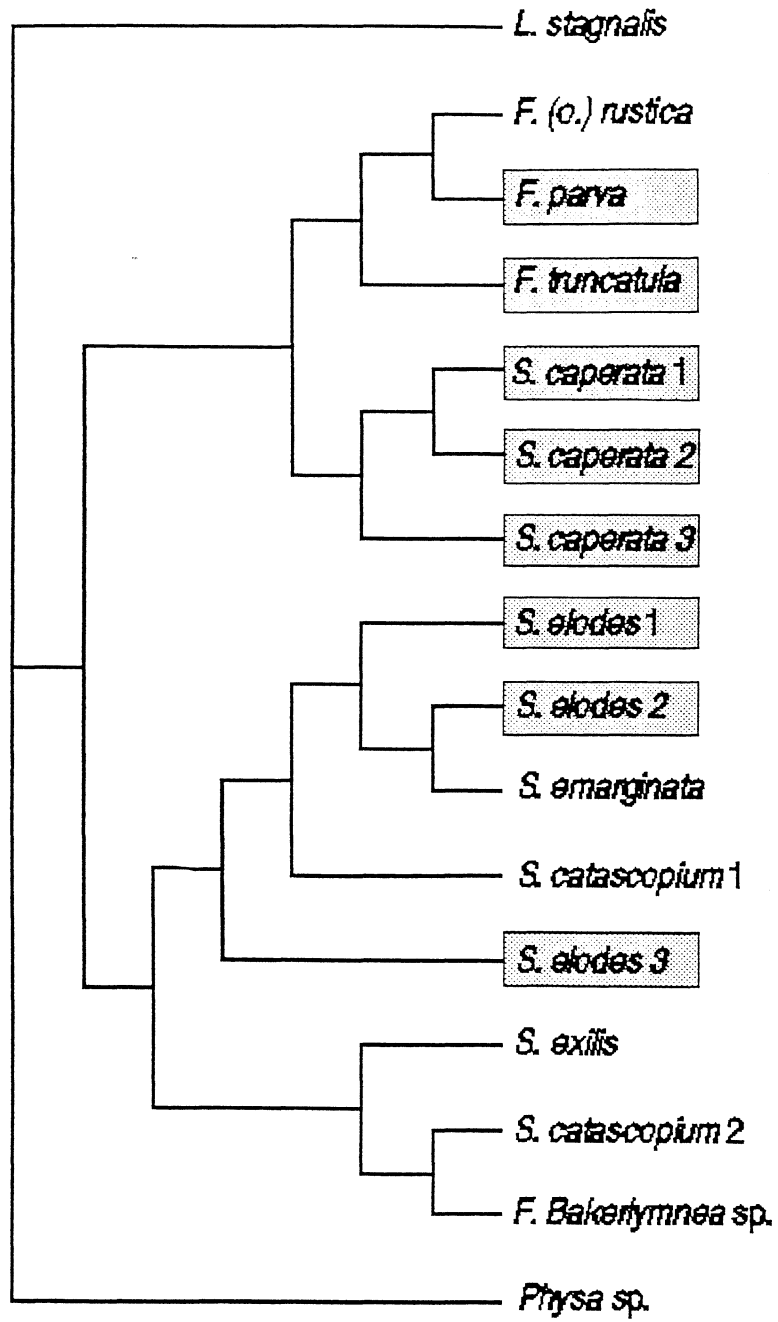 L. stagnalis
F. (o.) rustica
F. parva
F. truncatula
S. caperata 1
S. caperata 2
S. caperata 3
S. elodes 1
S. elodes 2
S. emarginata
S. catascopium 1
S. elodes 3
S. exilis
S. catascopium 2
F. Bakerlymnea sp.
Physa sp.